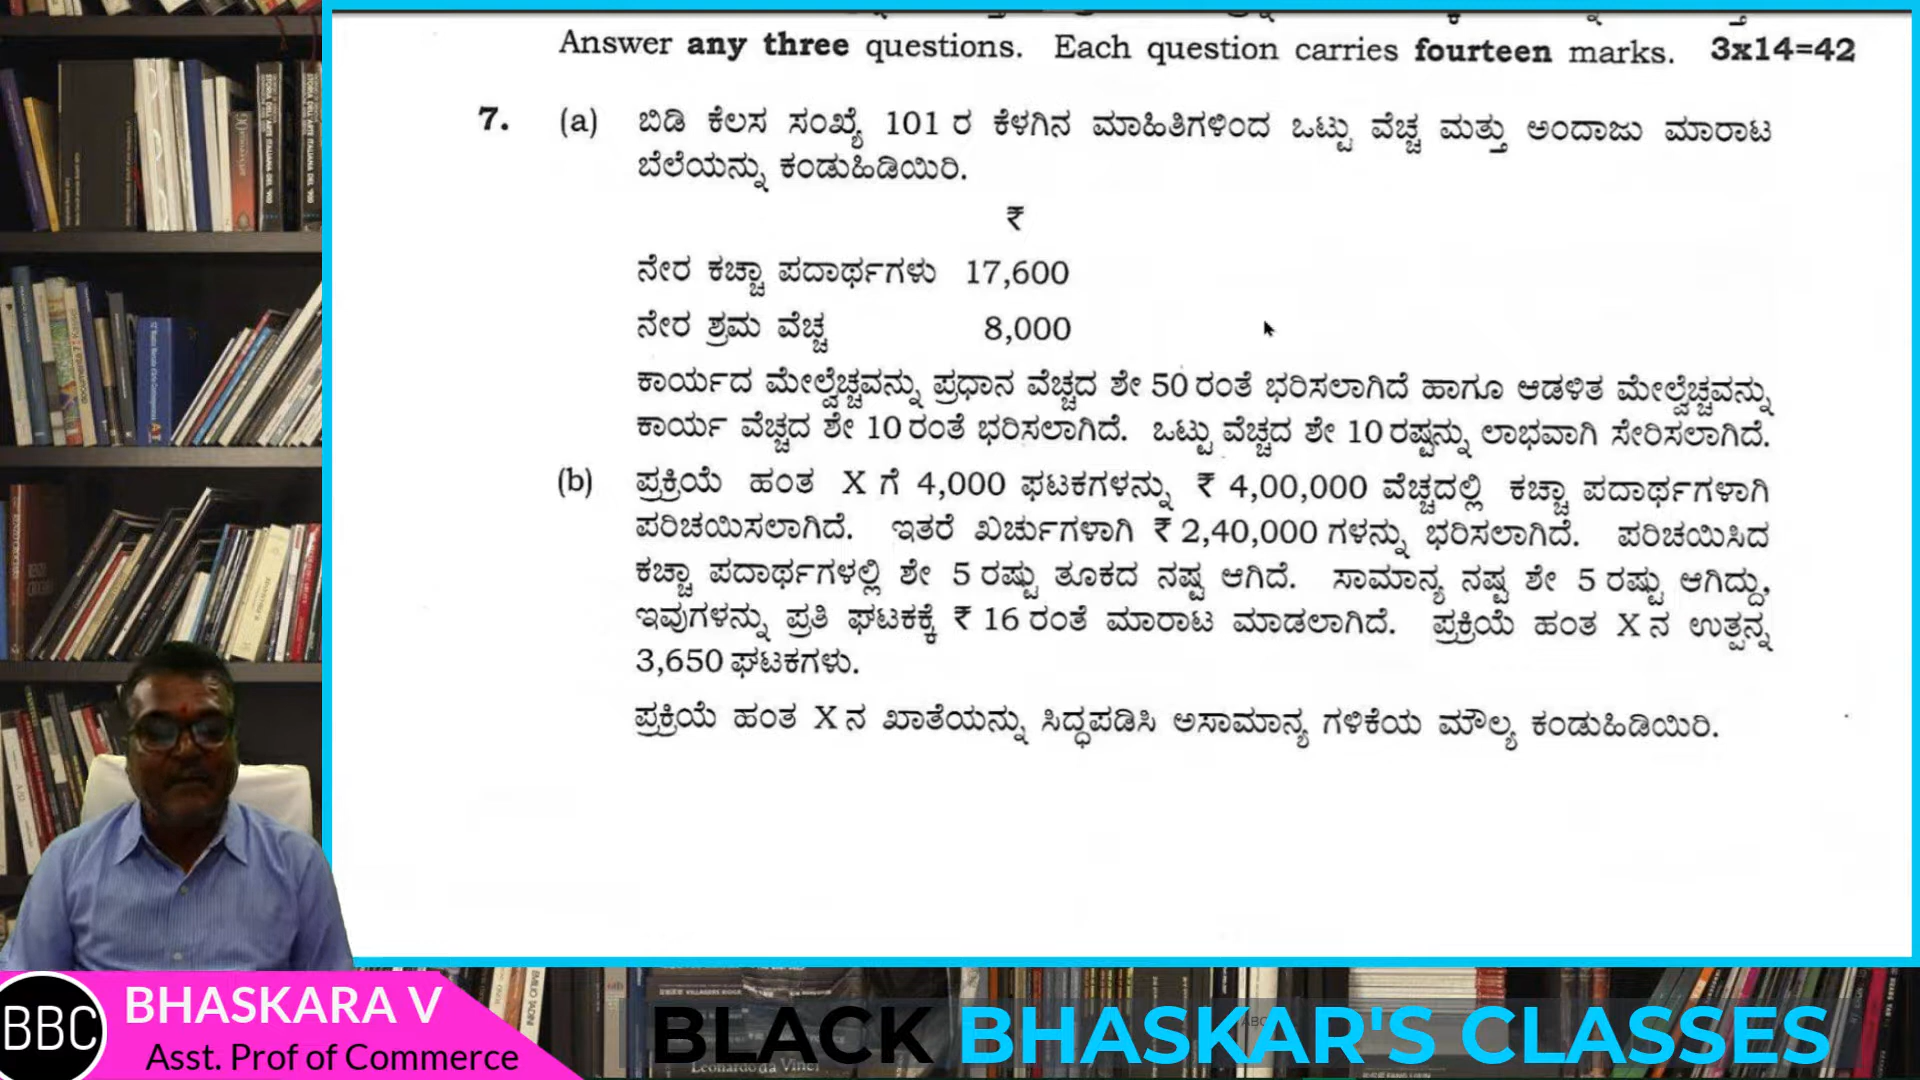 Answer any three questions. Each question carries fourteen marks. 3x14=42
7. (a) ಬಿಡಿ ಕೆಲಸ ಸಂಖ್ಯೆ 101 ರ ಕೆಳಗಿನ ಮಾಹಿತಿಗಳಿಂದ ಒಟ್ಟು ವೆಚ್ಚ ಮತ್ತು ಅಂದಾಜು ಮಾರಾಟ
ಬೆಲೆಯನ್ನು ಕಂಡುಹಿಡಿಯಿರಿ.
₹
ನೇರ ಕಚ್ಚಾ ಪದಾರ್ಥಗಳು 17,600
ನೇರ ಶ್ರಮ ವೆಚ್ಚ 8,000
ಕಾರ್ಯದ ಮೇಲ್ವೆಚ್ಚವನ್ನು ಪ್ರಧಾನ ವೆಚ್ಚದ ಶೇ 50 ರಂತೆ ಭರಿಸಲಾಗಿದೆ ಹಾಗೂ ಆಡಳಿತ ಮೇಲ್ವೆಚ್ಚವನ್ನು
ಕಾರ್ಯ ವೆಚ್ಚದ ಶೇ 10 ರಂತೆ ಭರಿಸಲಾಗಿದೆ. ಒಟ್ಟು ವೆಚ್ಚದ ಶೇ 10 ರಷ್ಟನ್ನು ಲಾಭವಾಗಿ ಸೇರಿಸಲಾಗಿದೆ.
(b) ಪ್ರಕ್ರಿಯೆ ಹಂತ X ಗೆ 4,000 ಘಟಕಗಳನ್ನು ₹ 4,00,000 ವೆಚ್ಚದಲ್ಲಿ ಕಚ್ಚಾ ಪದಾರ್ಥಗಳಾಗಿ
ಪರಿಚಯಿಸಲಾಗಿದೆ. ಇತರೆ ಖರ್ಚುಗಳಾಗಿ ₹ 2,40,000 ಗಳನ್ನು ಭರಿಸಲಾಗಿದೆ. ಪರಿಚಯಿಸಿದ
ಕಚ್ಚಾ ಪದಾರ್ಥಗಳಲ್ಲಿ ಶೇ 5 ರಷ್ಟು ತೂಕದ ನಷ್ಟ ಆಗಿದೆ. ಸಾಮಾನ್ಯ ನಷ್ಟ ಶೇ 5 ರಷ್ಟು ಆಗಿದ್ದು,
ಇವುಗಳನ್ನು ಪ್ರತಿ ಘಟಕಕ್ಕೆ ₹ 16 ರಂತೆ ಮಾರಾಟ ಮಾಡಲಾಗಿದೆ. ಪ್ರಕ್ರಿಯೆ ಹಂತ X ನ ಉತ್ಪನ್ನ
3,650 ಘಟಕಗಳು.
ಪ್ರಕ್ರಿಯೆ ಹಂತ X ನ ಖಾತೆಯನ್ನು ಸಿದ್ಧಪಡಿಸಿ ಅಸಾಮಾನ್ಯ ಗಳಿಕೆಯ ಮೌಲ್ಯ ಕಂಡುಹಿಡಿಯಿರಿ.
BBC
BHASKARA V
Asst. Prof of Commerce
BLACK BHASKAR'S CLASSES
Leonardo da Vinci